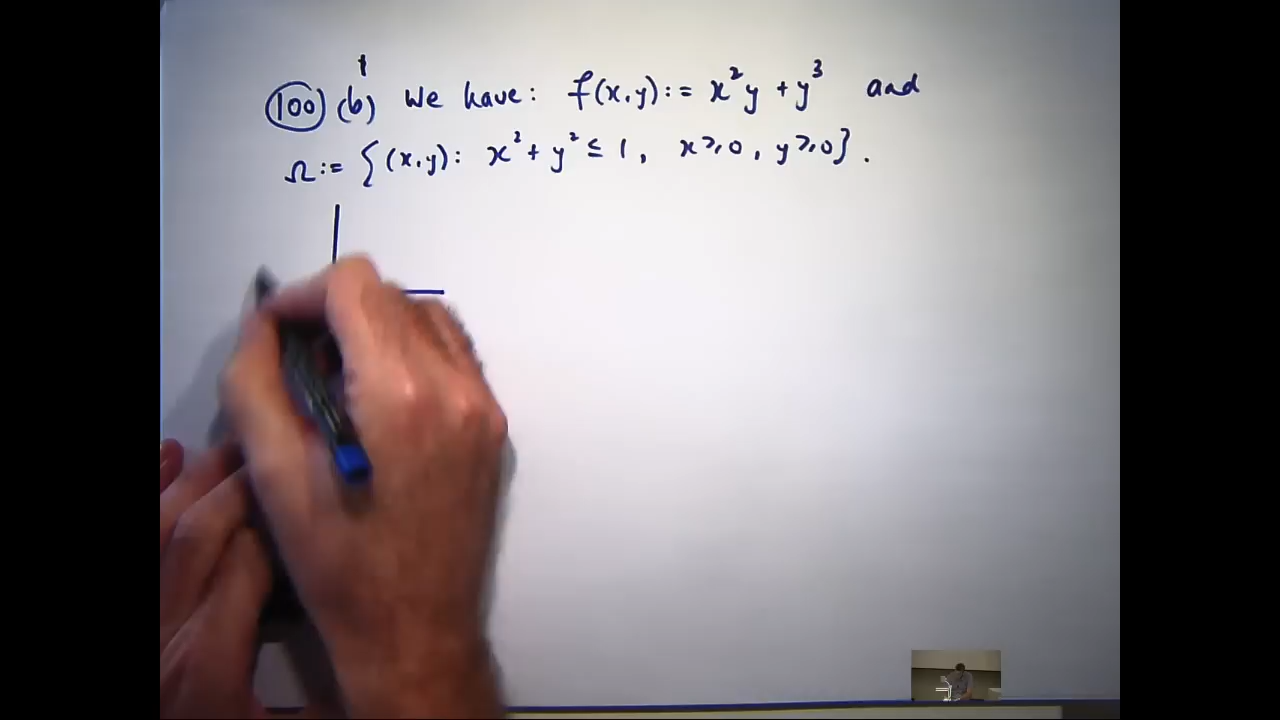 100 (b) We have: f(x,y) := x²y + y³ and
Ω := {(x,y): x² + y² ≤ 1, x ≥ 0, y ≥ 0}.